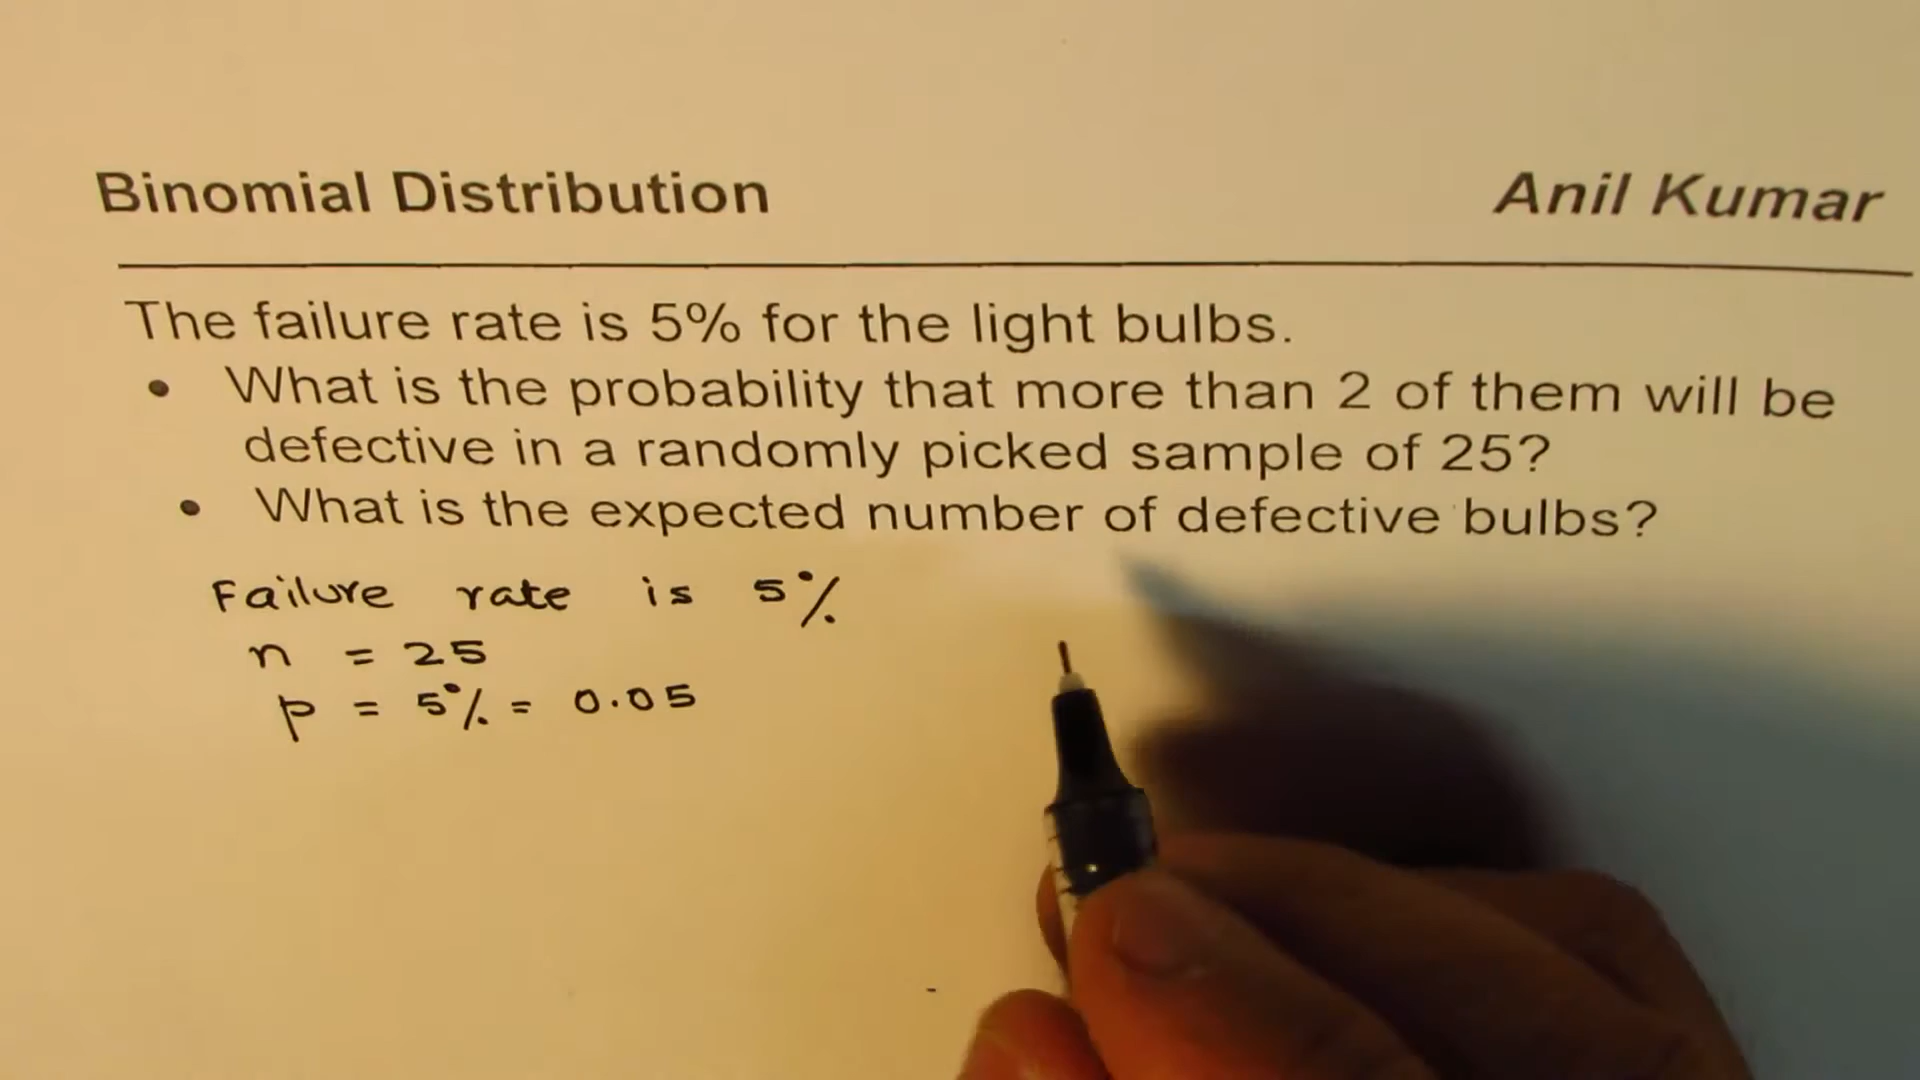 Binomial Distribution
Anil Kumar
The failure rate is 5% for the light bulbs.
• What is the probability that more than 2 of them will be
defective in a randomly picked sample of 25?
• What is the expected number of defective bulbs?
Failure rate is 5%
n = 25
p = 5% = 0.05